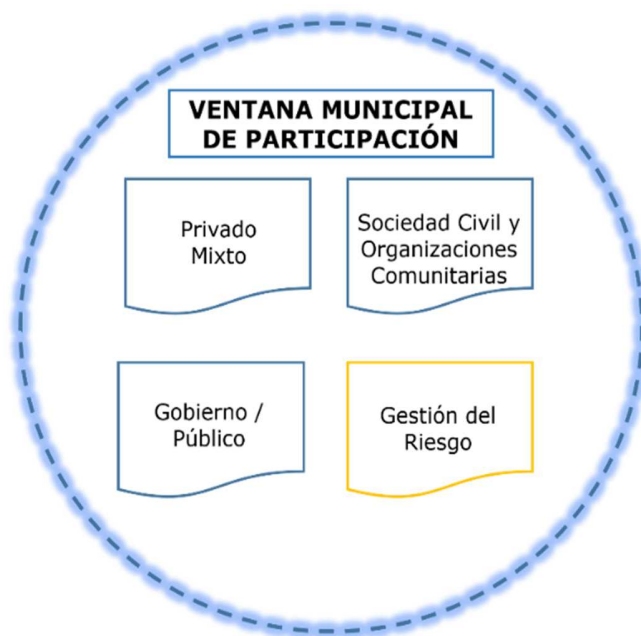 VENTANA MUNICIPAL
DE PARTICIPACIÓN
Privado
Mixto
Sociedad Civil y
Organizaciones
Comunitarias
Gobierno /
Público
Gestión del
Riesgo